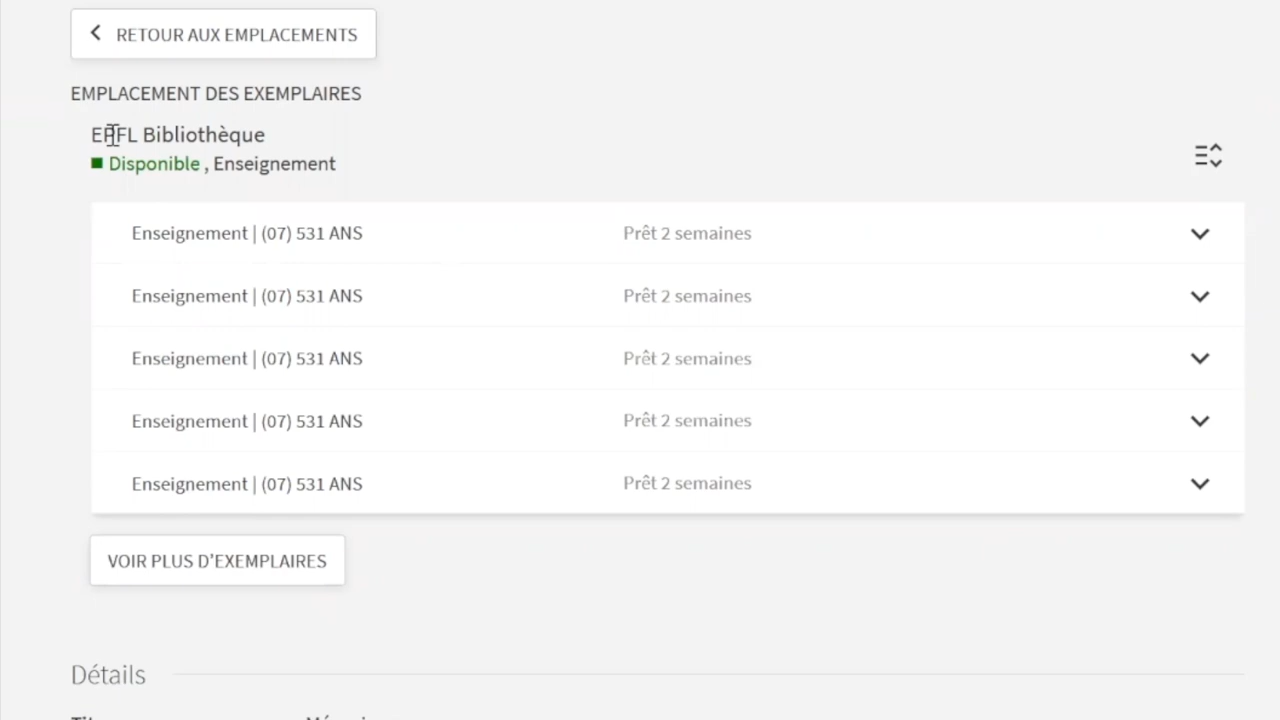 RETOUR AUX EMPLACEMENTS
EMPLACEMENT DES EXEMPLAIRES
EPFL Bibliothèque
Disponible , Enseignement
Enseignement | (07) 531 ANS Prêt 2 semaines
Enseignement | (07) 531 ANS Prêt 2 semaines
Enseignement | (07) 531 ANS Prêt 2 semaines
Enseignement | (07) 531 ANS Prêt 2 semaines
Enseignement | (07) 531 ANS Prêt 2 semaines
VOIR PLUS D'EXEMPLAIRES
Détails